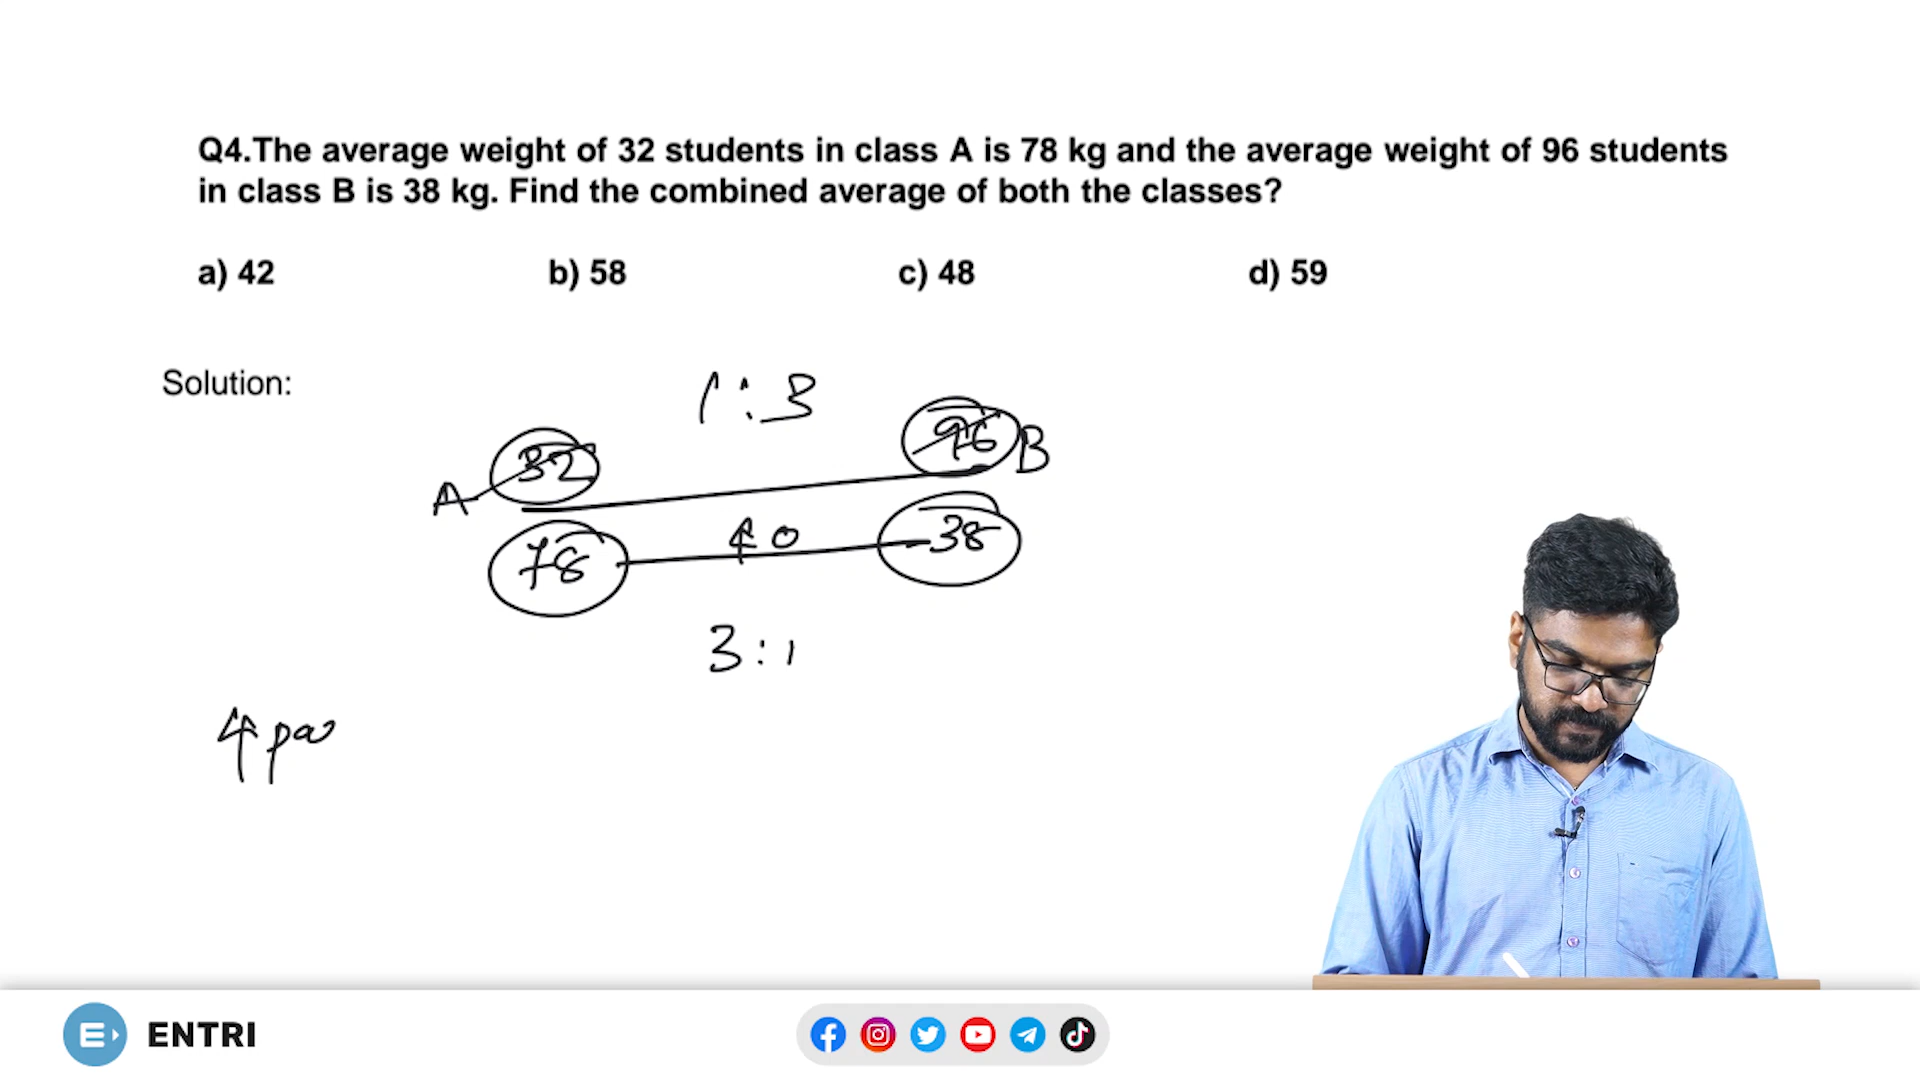 Q4.The average weight of 32 students in class A is 78 kg and the average weight of 96 students
in class B is 38 kg. Find the combined average of both the classes?
a) 42 b) 58 c) 48 d) 59
Solution:
1 : 3
A 32 96 B
78 40 38
3 : 1
4 par
ENTRI